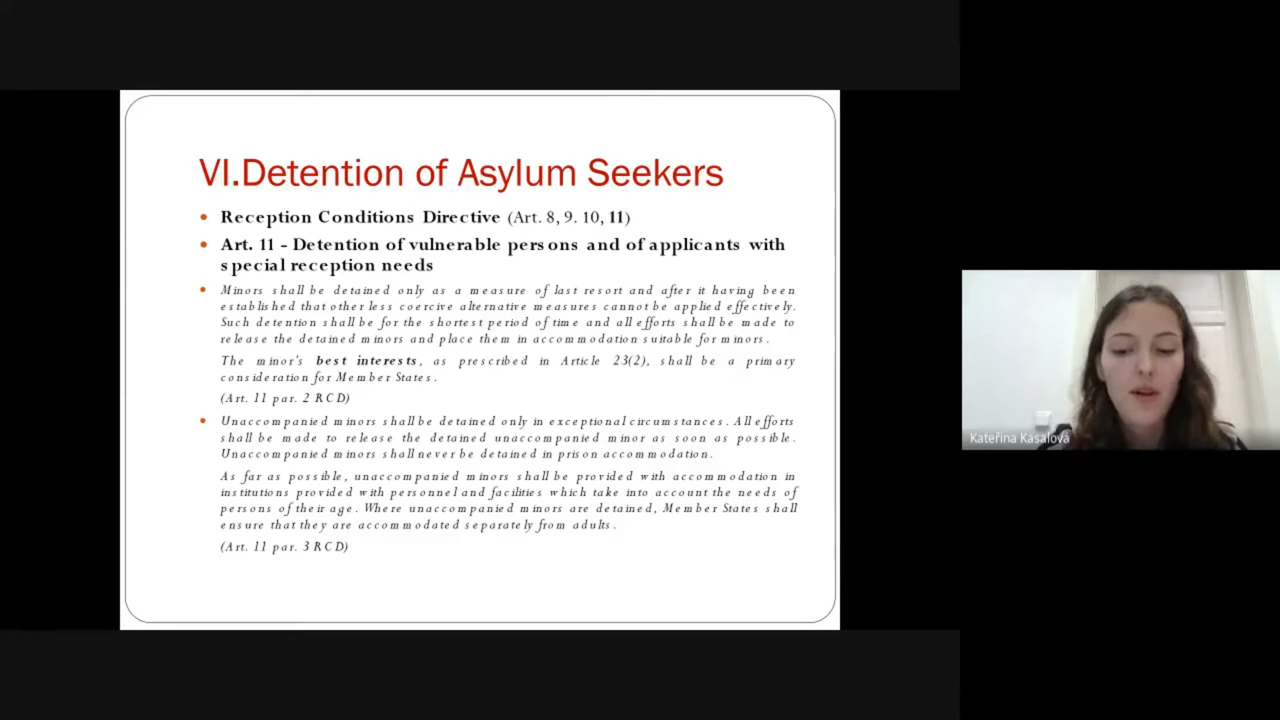 VI.Detention of Asylum Seekers
• Reception Conditions Directive (Art. 8, 9. 10, 11)
• Art. 11 - Detention of vulnerable persons and of applicants with
special reception needs
• Minors shall be detained only as a measure of last resort and after it having been
established that other less coercive alternative measures cannot be applied effectively.
Such detention shall be for the shortest period of time and all efforts shall be made to
release the detained minors and place them in accommodation suitable for minors.
The minor's best interests, as prescribed in Article 23(2), shall be a primary
consideration for Member States.
(Art. 11 par. 2 RCD)
• Unaccompanied minors shall be detained only in exceptional circumstances. All efforts
shall be made to release the detained unaccompanied minor as soon as possible.
Unaccompanied minors shall never be detained in prison accommodation.
As far as possible, unaccompanied minors shall be provided with accommodation in
institutions provided with personnel and facilities which take into account the needs of
persons of their age. Where unaccompanied minors are detained, Member States shall
ensure that they are accommodated separately from adults.
(Art. 11 par. 3 RCD)
Kateřina Kasalová